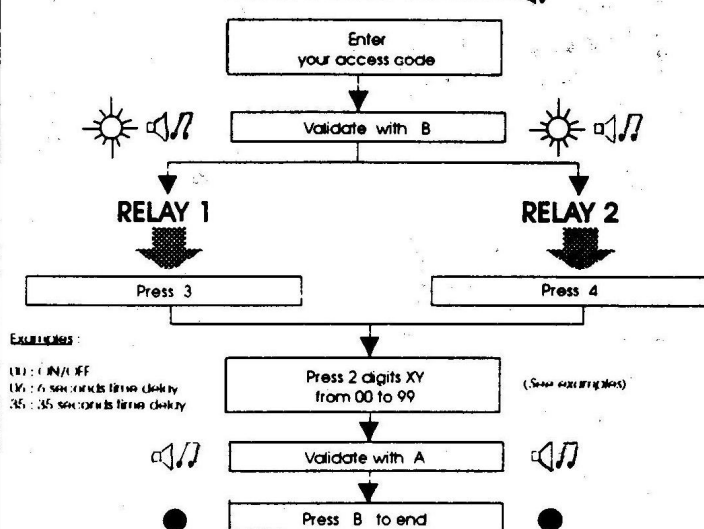 Enter
your access code
Validate with B
RELAY 1
RELAY 2
Press 3
Press 4
Examples :
00 : ON/OFF
06 : 6 seconds time delay
35 : 35 seconds time delay
Press 2 digits XY
from 00 to 99
(See examples)
Validate with A
Press B to end